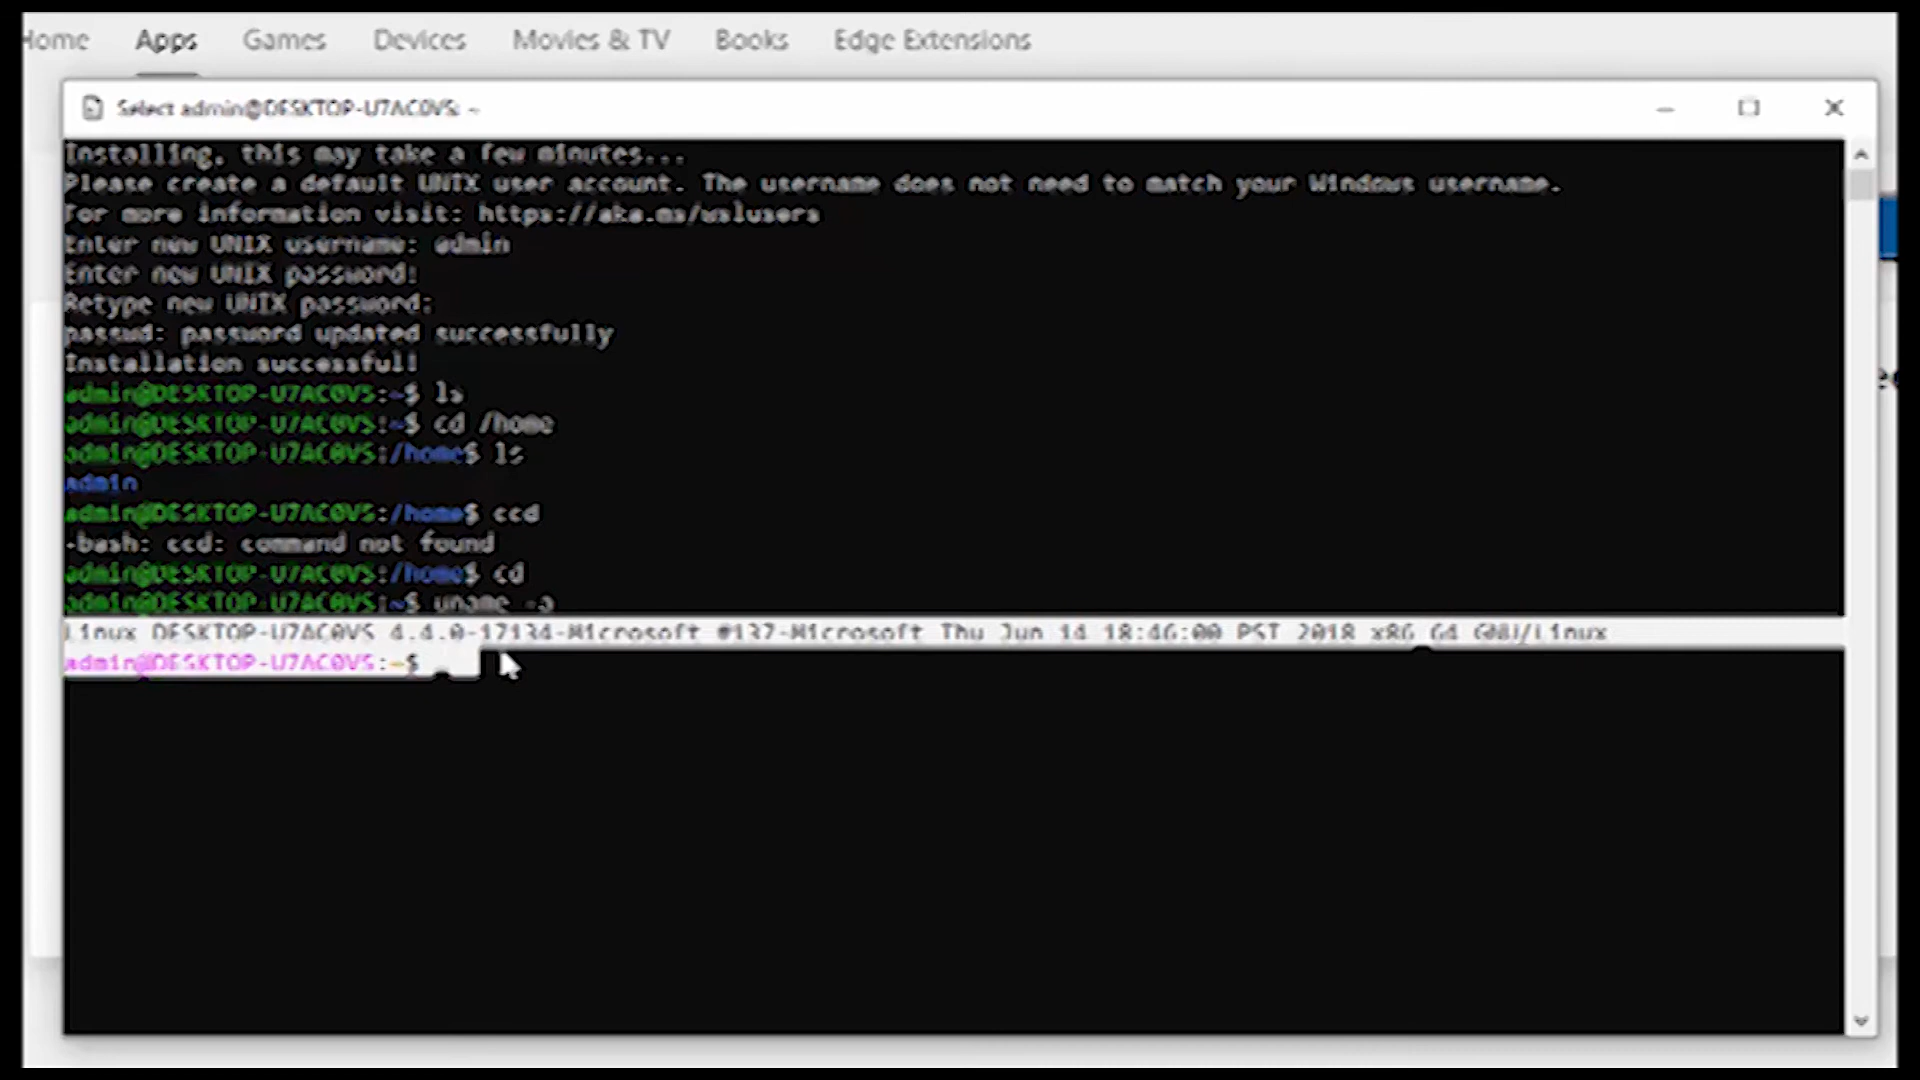 Home Apps Games Devices Movies & TV Books Edge Extensions
Select admin@DESKTOP-U7AC0VS: ~
Installing, this may take a few minutes...
Please create a default UNIX user account. The username does not need to match your Windows username.
For more information visit: https://aka.ms/wslusers
Enter new UNIX username: admin
Enter new UNIX password:
Retype new UNIX password:
passwd: password updated successfully
Installation successful!
admin@DESKTOP-U7AC0VS:~$ ls
admin@DESKTOP-U7AC0VS:~$ cd /home
admin@DESKTOP-U7AC0VS:/home$ ls
admin
admin@DESKTOP-U7AC0VS:/home$ ccd
-bash: ccd: command not found
admin@DESKTOP-U7AC0VS:/home$ cd
admin@DESKTOP-U7AC0VS:~$ uname -a
Linux DESKTOP-U7AC0VS 4.4.0-17134-Microsoft #137-Microsoft Thu Jun 14 18:46:00 PST 2018 x86_64 GNU/Linux
admin@DESKTOP-U7AC0VS:~$